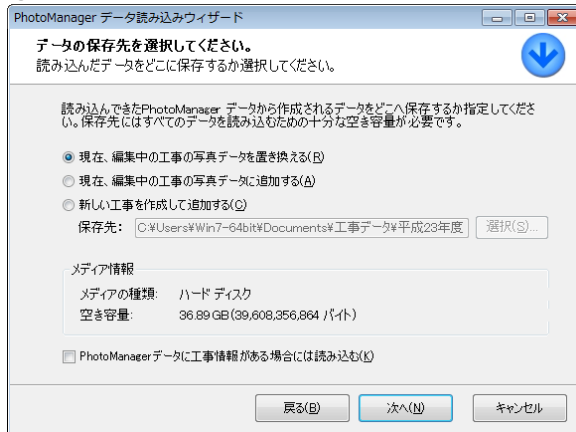 PhotoManager データ読み込みウィザード
データの保存先を選択してください。
読み込んだデータをどこに保存するか選択してください。
読み込んできたPhotoManager データから作成されるデータをどこへ保存するか指定してくださ
い。保存先にはすべてのデータを読み込むための十分な空き容量が必要です。
現在、編集中の工事の写真データを置き換える(R)
現在、編集中の工事の写真データに追加する(A)
新しい工事を作成して追加する(C)
保存先: C:¥Users¥Win7-64bit¥Documents¥工事データ¥平成23年度 選択(S)...
メディア情報
メディアの種類: ハード ディスク
空き容量: 36.89 GB(39,608,356,864 バイト)
PhotoManagerデータに工事情報がある場合には読み込む(K)
戻る(B) 次へ(N) キャンセル